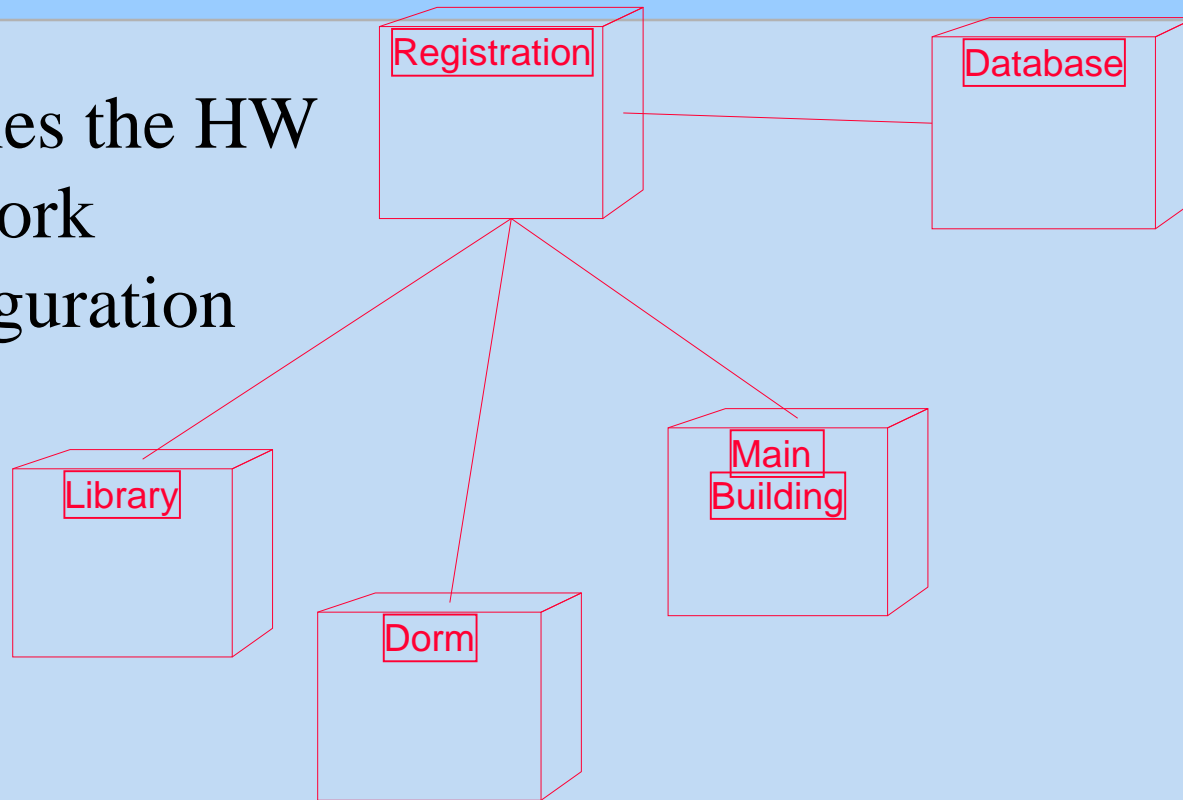 Registration
Database
es the HW
ork
guration
Main
Building
Library
Dorm